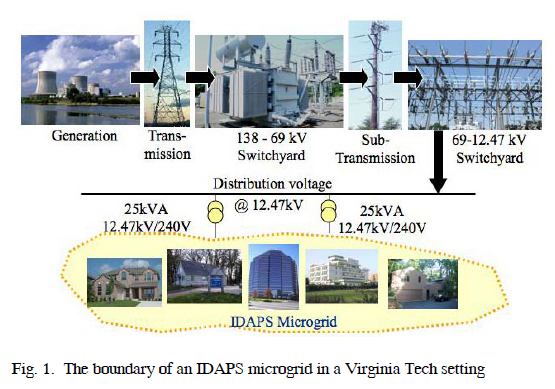 Generation
Trans-
mission
138 - 69 kV
Switchyard
Sub-
Transmission
69-12.47 kV
Switchyard
Distribution voltage
@ 12.47kV
25kVA
12.47kV/240V
25kVA
12.47kV/240V
IDAPS Microgrid
Fig. 1. The boundary of an IDAPS microgrid in a Virginia Tech setting